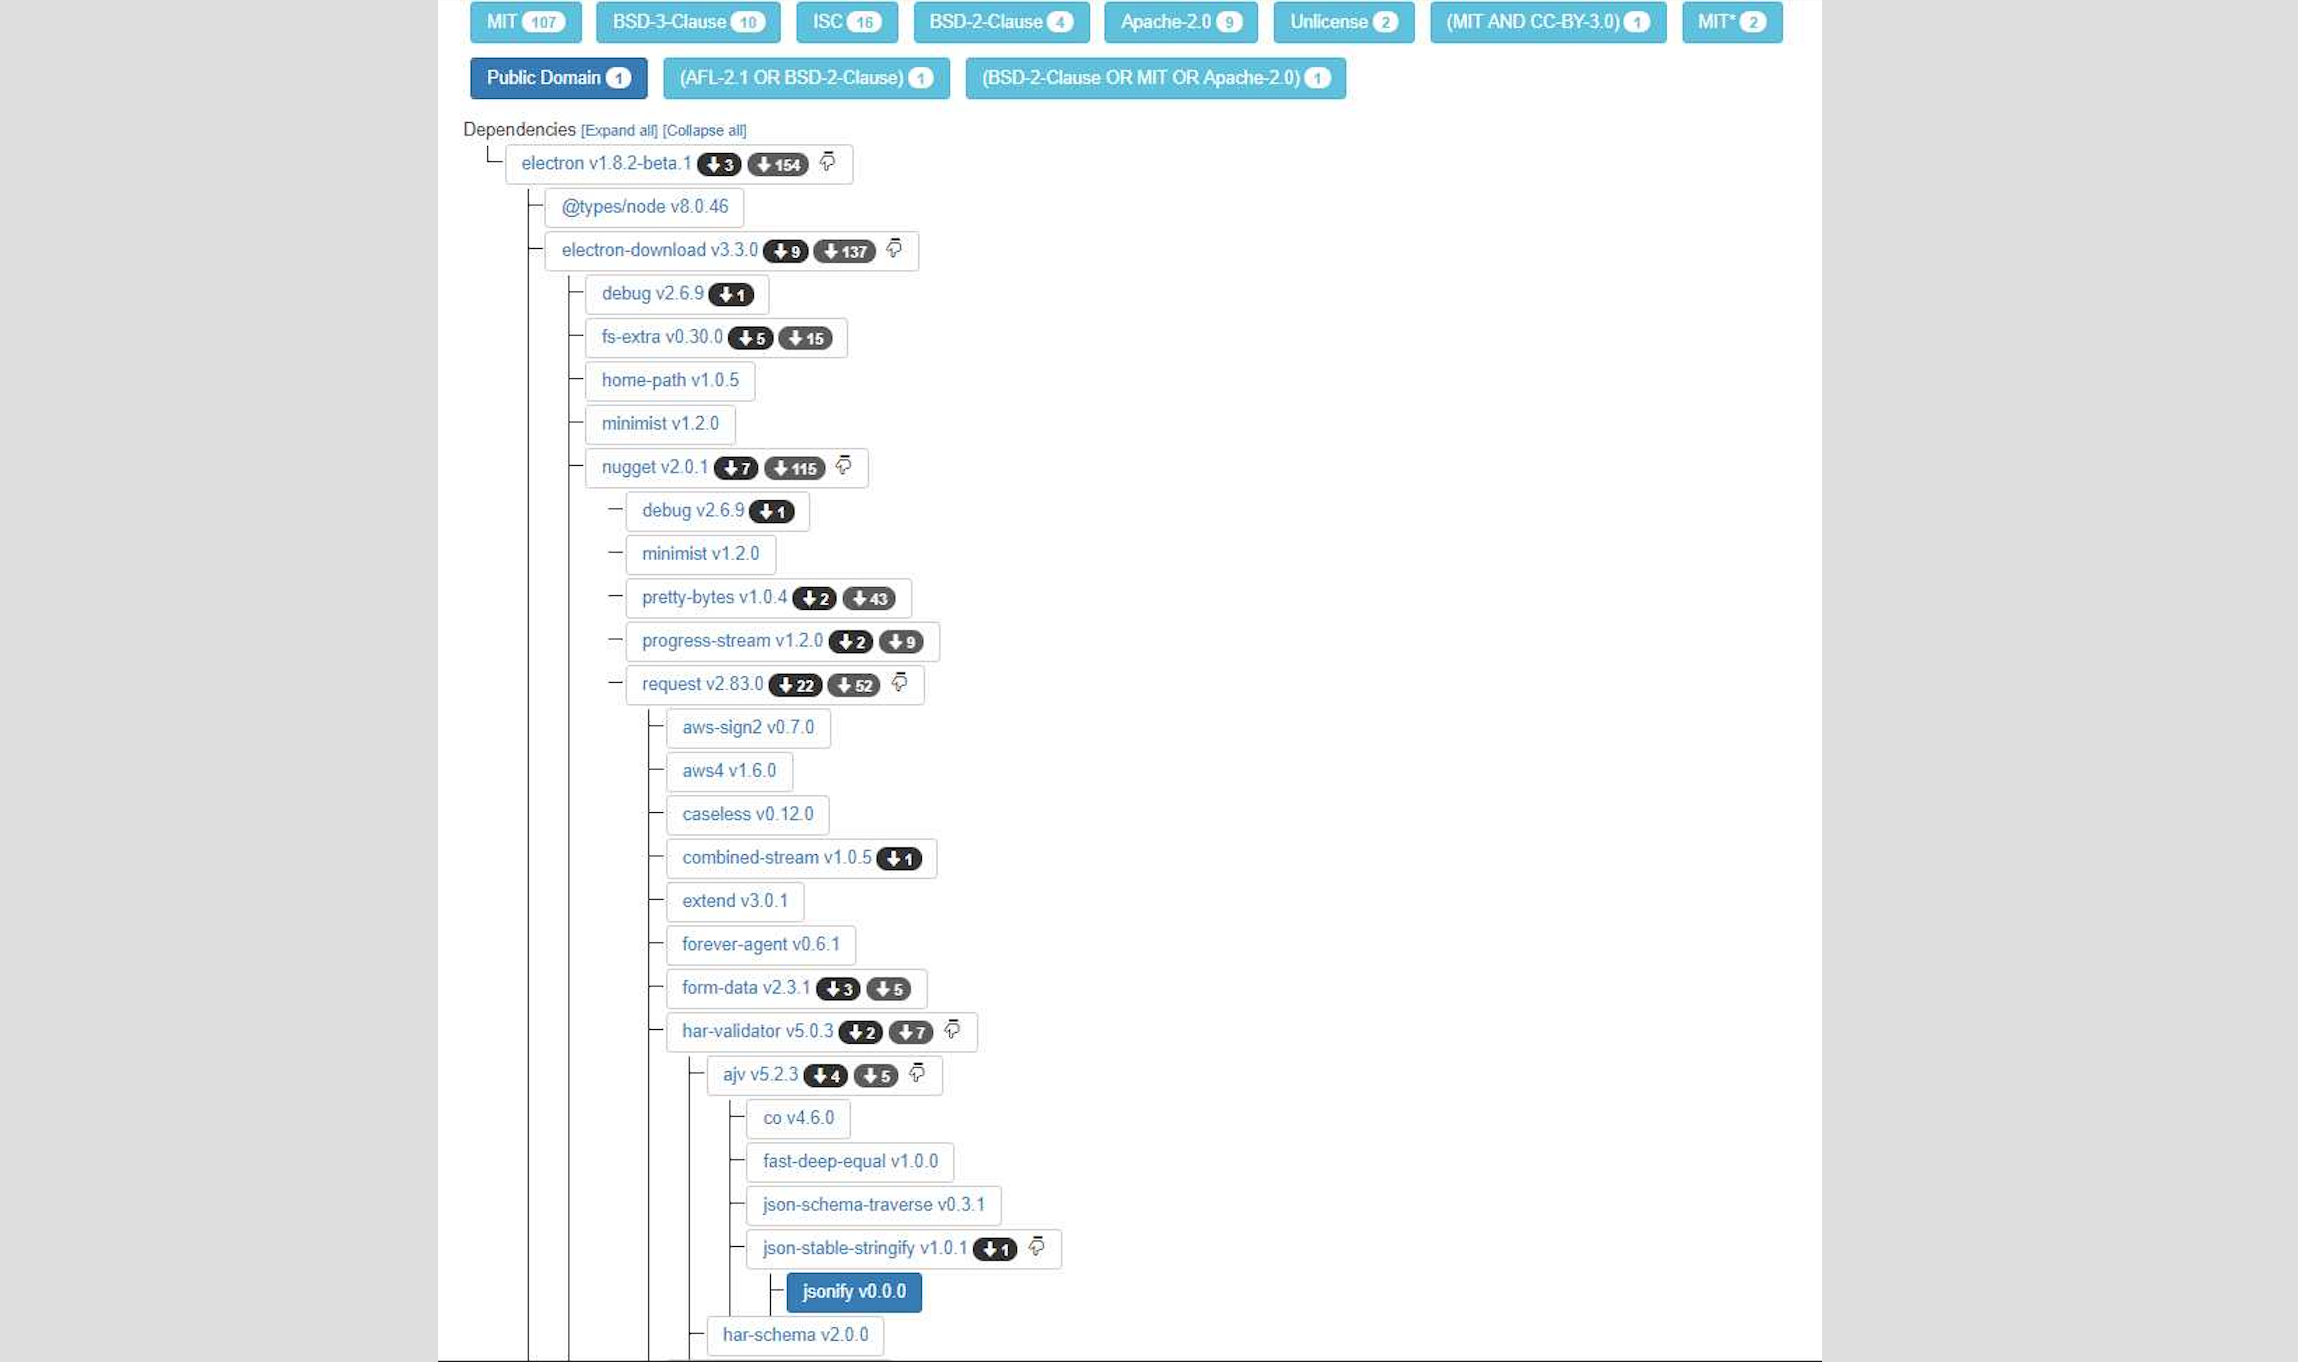 MIT 107 BSD-3-Clause 10 ISC 16 BSD-2-Clause 4 Apache-2.0 9 Unlicense 2 (MIT AND CC-BY-3.0) 1 MIT* 2
Public Domain 1 (AFL-2.1 OR BSD-2-Clause) 1 (BSD-2-Clause OR MIT OR Apache-2.0) 1
Dependencies [Expand all] [Collapse all]
electron v1.8.2-beta.1 3 154
@types/node v8.0.46
electron-download v3.3.0 9 137
debug v2.6.9 1
fs-extra v0.30.0 5 15
home-path v1.0.5
minimist v1.2.0
nugget v2.0.1 7 115
debug v2.6.9 1
minimist v1.2.0
pretty-bytes v1.0.4 2 43
progress-stream v1.2.0 2 9
request v2.83.0 22 52
aws-sign2 v0.7.0
aws4 v1.6.0
caseless v0.12.0
combined-stream v1.0.5 1
extend v3.0.1
forever-agent v0.6.1
form-data v2.3.1 3 5
har-validator v5.0.3 2 7
ajv v5.2.3 4 5
co v4.6.0
fast-deep-equal v1.0.0
json-schema-traverse v0.3.1
json-stable-stringify v1.0.1 1
jsonify v0.0.0
har-schema v2.0.0